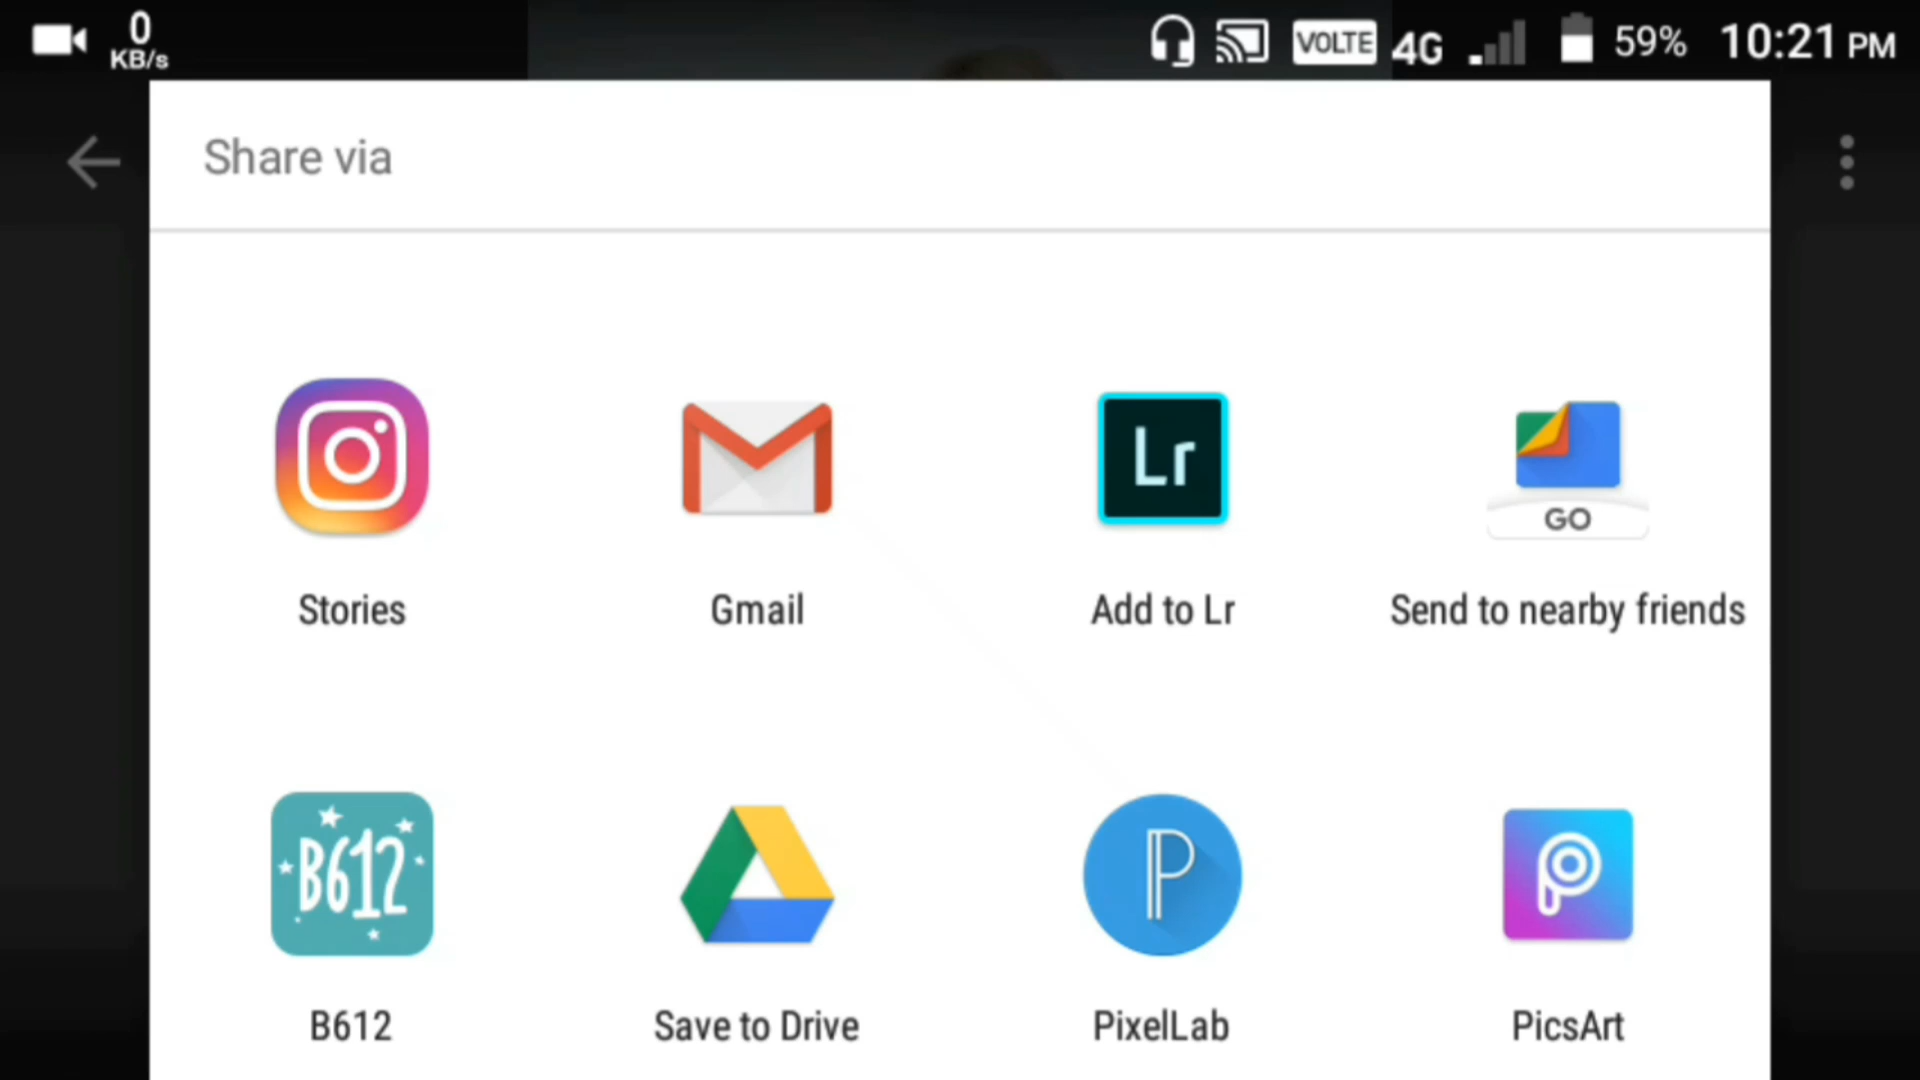 0
KB/s
VOLTE 4G 59% 10:21 PM
Share via
Lr
GO
Stories Gmail Add to Lr Send to nearby friends
B612
P
B612 Save to Drive PixelLab PicsArt